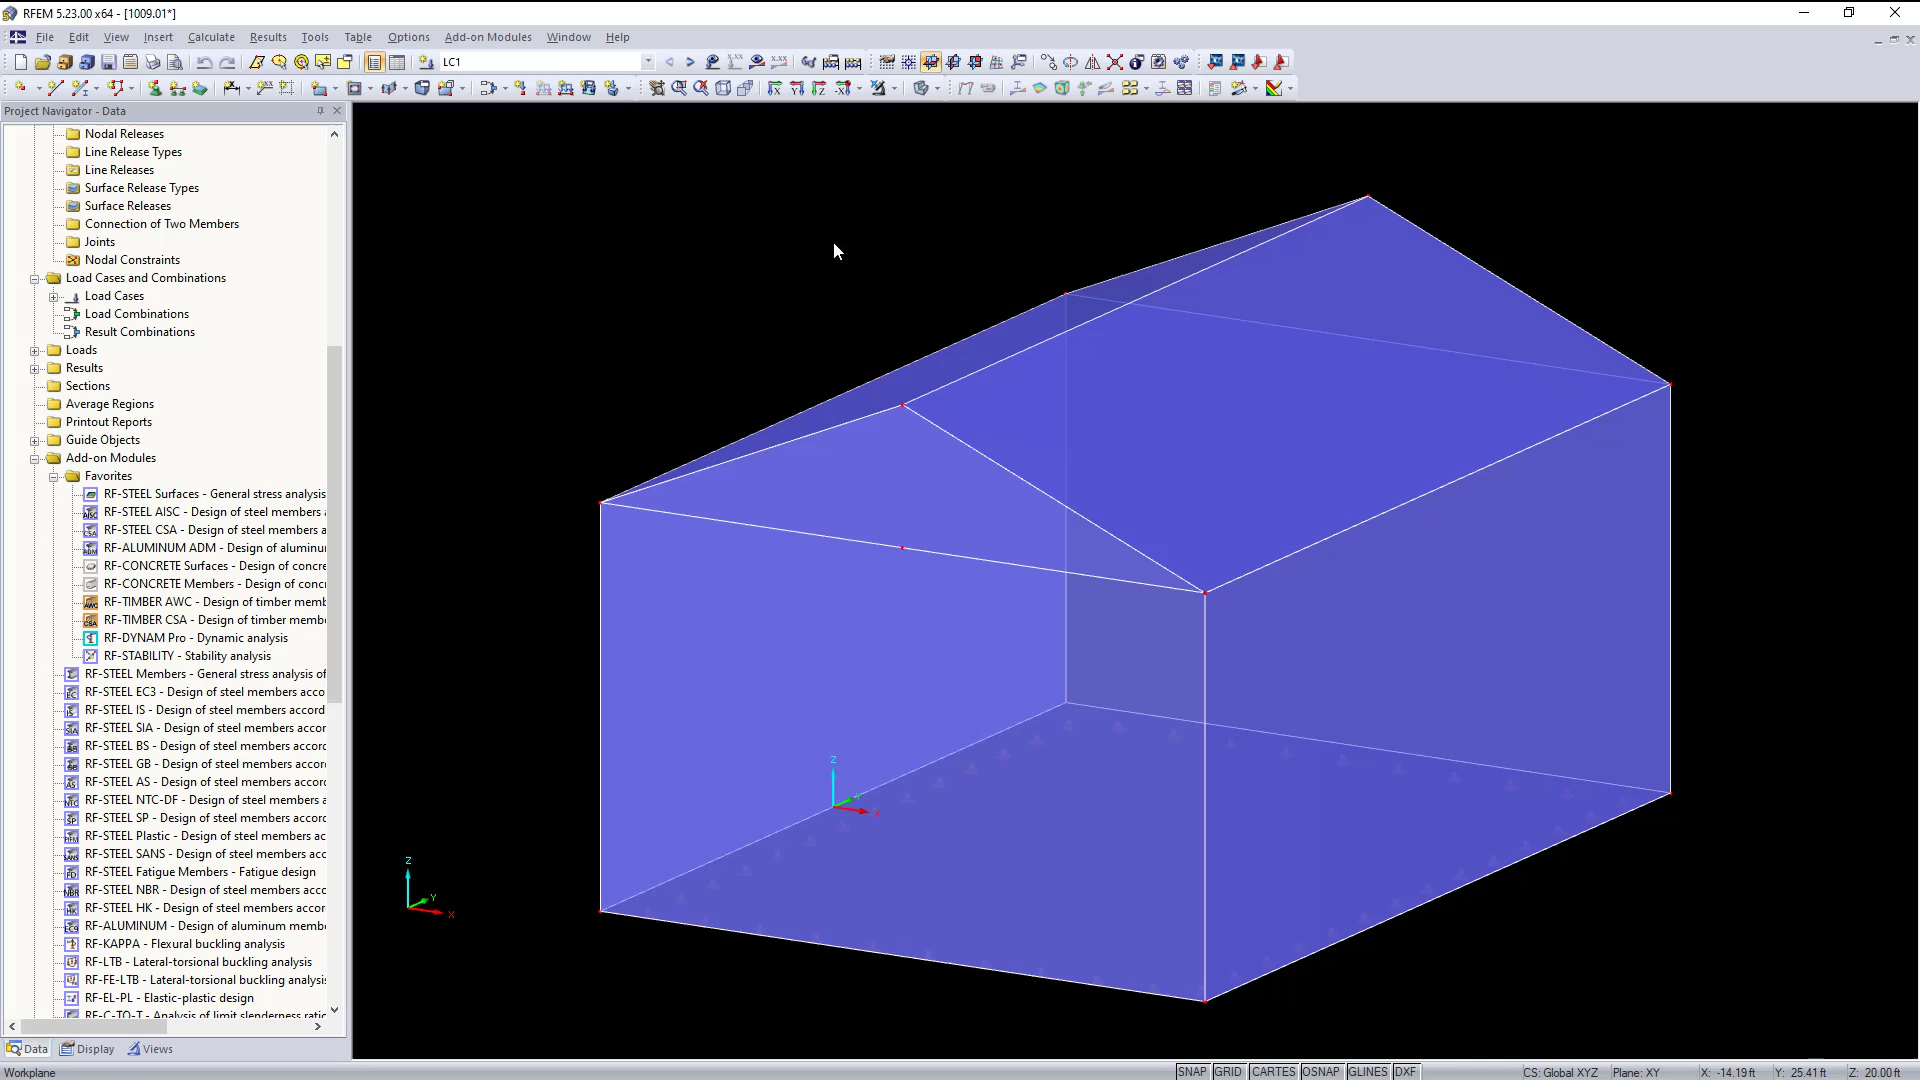 RFEM 5.23.00 x64 - [1009.01*]
File Edit View Insert Calculate Results Tools Table Options Add-on Modules Window Help
LC1
Project Navigator - Data
Nodal Releases
Line Release Types
Line Releases
Surface Release Types
Surface Releases
Connection of Two Members
Joints
Nodal Constraints
Load Cases and Combinations
Load Cases
Load Combinations
Result Combinations
Loads
Results
Sections
Average Regions
Printout Reports
Guide Objects
Add-on Modules
Favorites
RF-STEEL Surfaces - General stress analysis
RF-STEEL AISC - Design of steel members
RF-STEEL CSA - Design of steel members a
RF-ALUMINUM ADM - Design of aluminu
RF-CONCRETE Surfaces - Design of concre
RF-CONCRETE Members - Design of conc
RF-TIMBER AWC - Design of timber memb
RF-TIMBER CSA - Design of timber membe
RF-DYNAM Pro - Dynamic analysis
RF-STABILITY - Stability analysis
RF-STEEL Members - General stress analysis of
RF-STEEL EC3 - Design of steel members acco
RF-STEEL IS - Design of steel members accord
RF-STEEL SIA - Design of steel members accor
RF-STEEL BS - Design of steel members accorc
RF-STEEL GB - Design of steel members accor
RF-STEEL AS - Design of steel members accor
RF-STEEL NTC-DF - Design of steel members a
RF-STEEL SP - Design of steel members accor
RF-STEEL Plastic - Design of steel members ac
RF-STEEL SANS - Design of steel members acc
RF-STEEL Fatigue Members - Fatigue design
RF-STEEL NBR - Design of steel members acco
RF-STEEL HK - Design of steel members accor
RF-ALUMINUM - Design of aluminum membe
RF-KAPPA - Flexural buckling analysis
RF-LTB - Lateral-torsional buckling analysis
RF-FE-LTB - Lateral-torsional buckling analysis
RF-EL-PL - Elastic-plastic design
RF-C-TO-T - Analysis of limit slenderness ratio
Data Display Views
Z
Y
X
Z
X
Workplane
SNAP GRID CARTES OSNAP GLINES DXF
CS: Global XYZ Plane: XY X: -14.19 ft Y: 25.41 ft Z: 20.00 ft